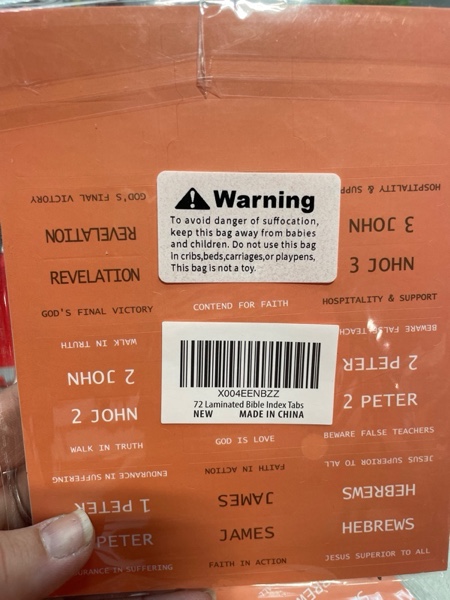 GOD'S FINAL VICTORY
HOSPITALITY & SUPP
REVELATION
3 JOHN
REVELATION
3 JOHN
GOD'S FINAL VICTORY
CONTEND FOR FAITH
HOSPITALITY & SUPPORT
Warning
To avoid danger of suffocation,
keep this bag away from babies
and children. Do not use this bag
in cribs,beds,carriages,or playpens,
This bag is not a toy.
WALK IN TRUTH
BEWARE FALSE TEACH
2 JOHN
2 PETER
2 JOHN
2 PETER
WALK IN TRUTH
GOD IS LOVE
BEWARE FALSE TEACHERS
X004EENBZZ
72 Laminated Bible Index Tabs
NEW MADE IN CHINA
ENDURANCE IN SUFFERING
FAITH IN ACTION
JESUS SUPERIOR TO ALL
1 PETER
JAMES
HEBREWS
PETER
JAMES
HEBREWS
RANCE IN SUFFERING
FAITH IN ACTION
JESUS SUPERIOR TO ALL